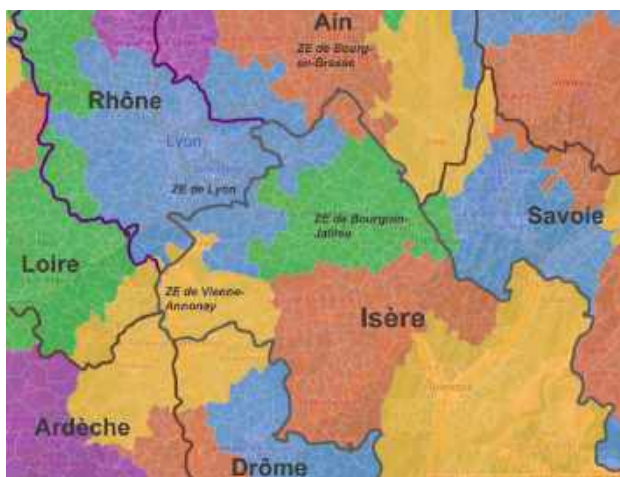 Ain
ZE de Bourg-
en-Bresse
Rhône
Lyon
ZE de Lyon
ZE de Bourgoin-
Jallieu
Savoie
Loire
ZE de Vienne-
Annonay
Isère
Ardèche
Drôme